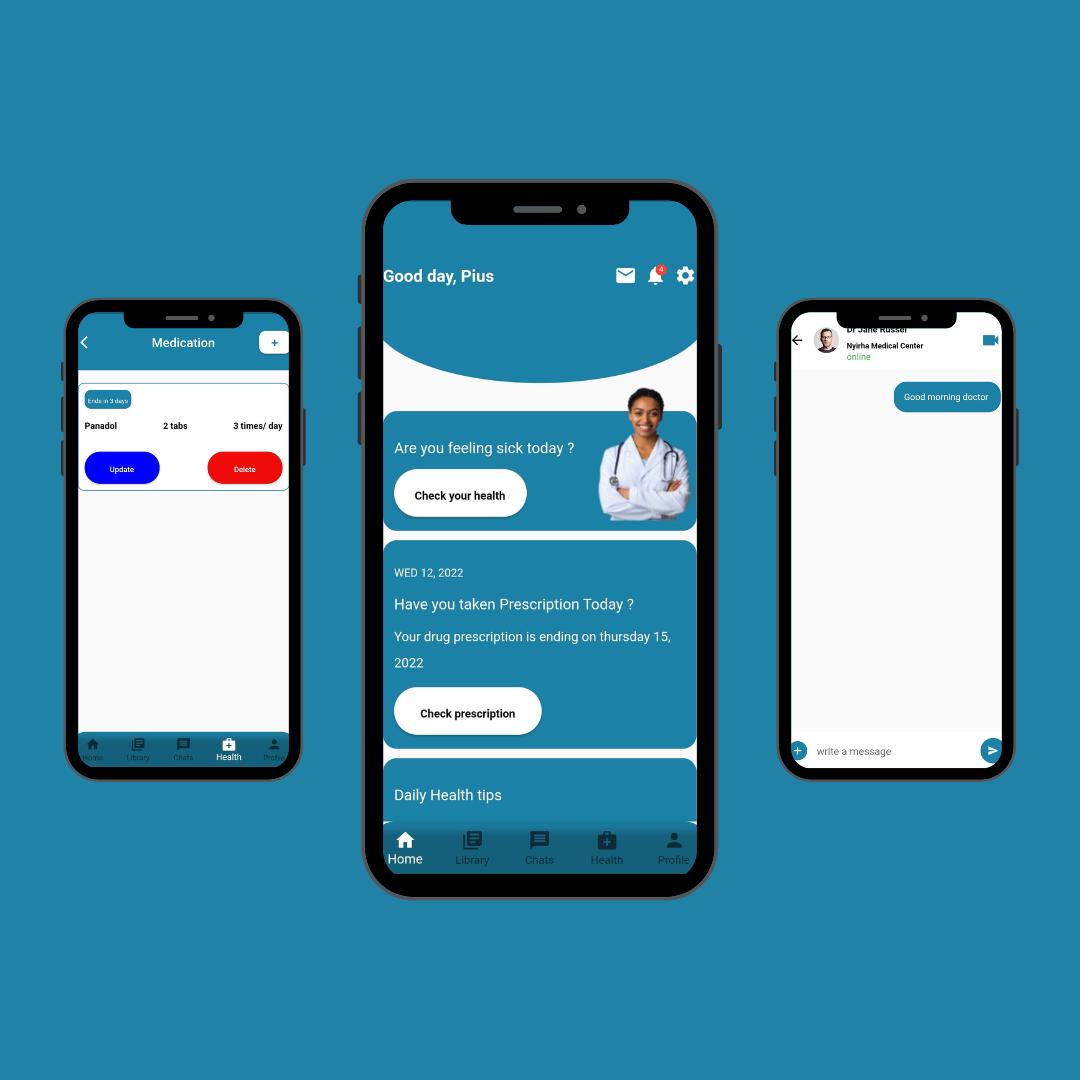 Medication
+
Ends in 3 days
Panadol 2 tabs 3 times/ day
Update Delete
Home Library Chats Health Profile
Good day, Pius
4
Are you feeling sick today ?
Check your health
WED 12, 2022
Have you taken Prescription Today ?
Your drug prescription is ending on thursday 15,
2022
Check prescription
Daily Health tips
Home Library Chats Health Profile
Dr Jane Russel
Nyirha Medical Center
online
Good morning doctor
+ write a message